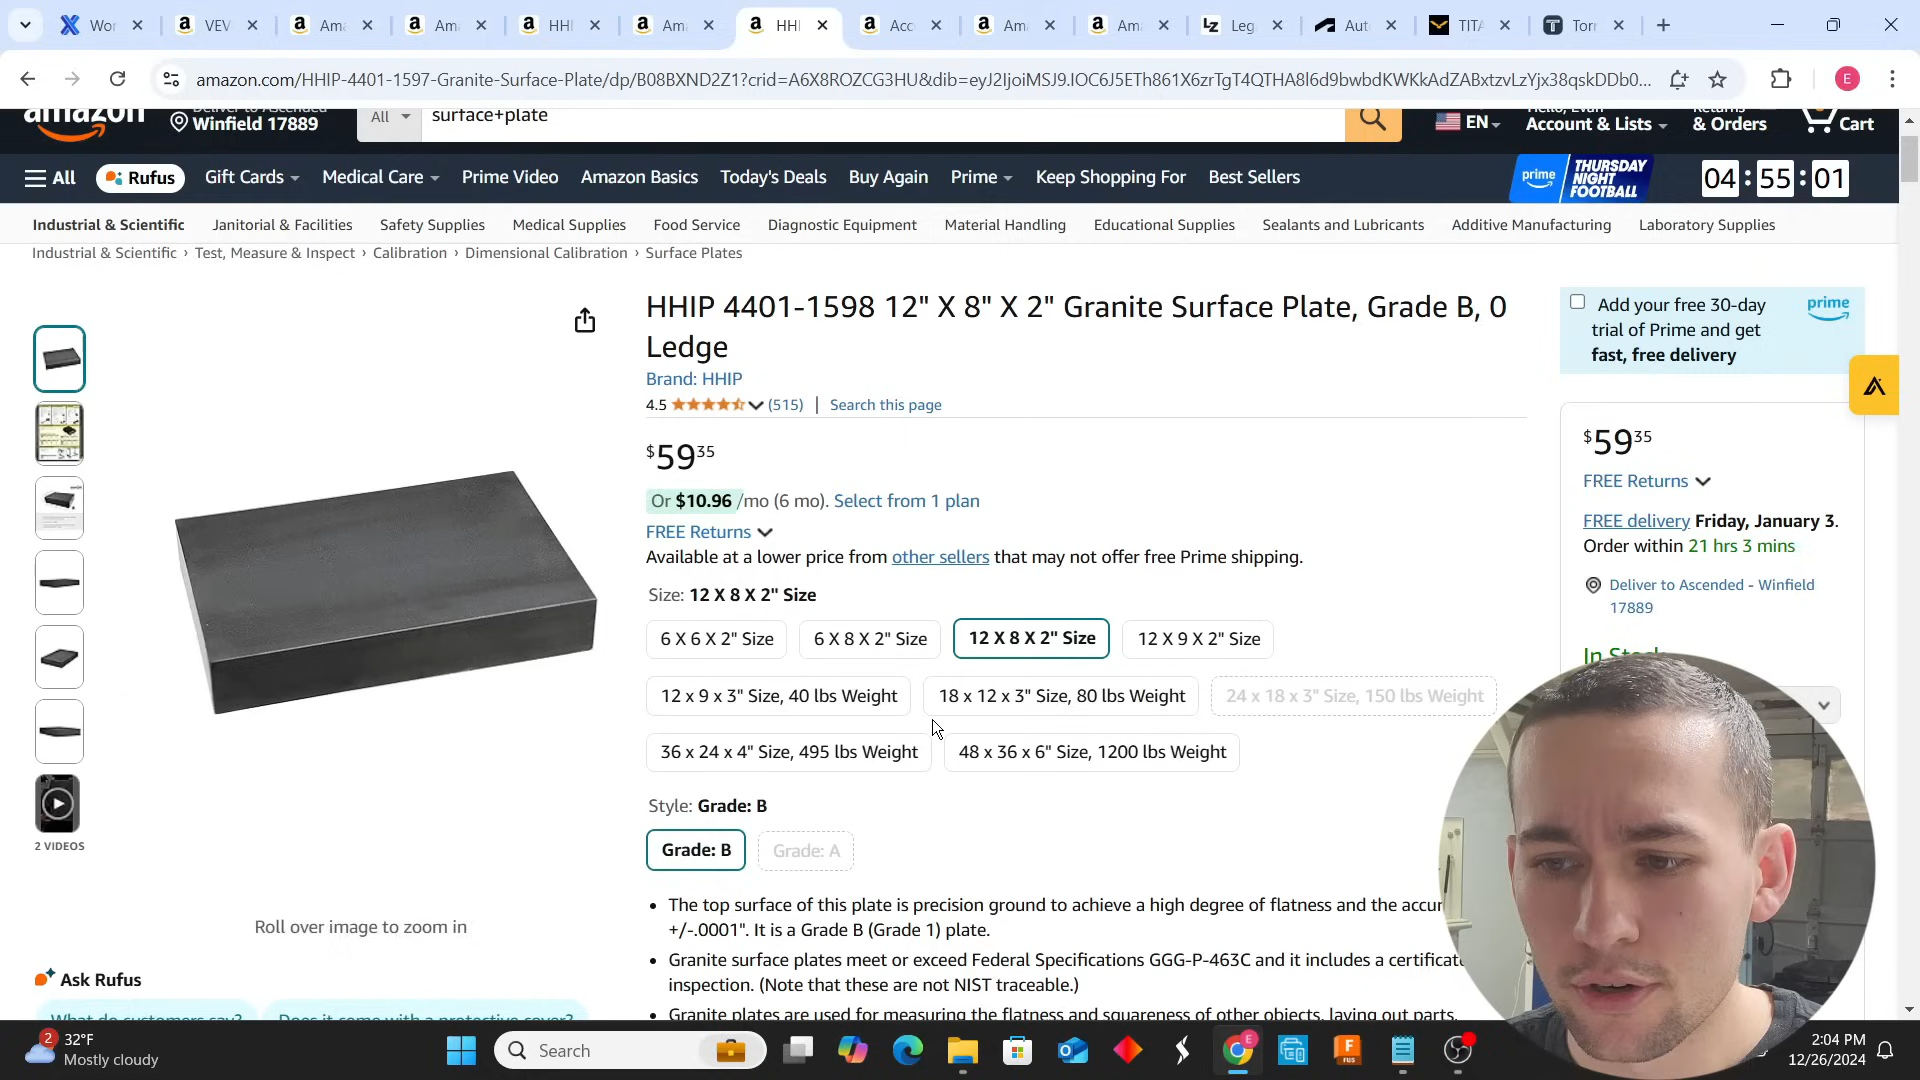 Wor
VEV
Ama
Am
HHI
Ama
HHI
Acc
Am
Ama
Leg
Aut
TITA
Torr
amazon.com/HHIP-4401-1597-Granite-Surface-Plate/dp/B08BXND2Z1?crid=A6X8ROZCG3HU&dib=eyJ2IjoiMSJ9.IOC6J5ETh861X6zrTgT4QTHA8l6d9bwbdKWKkAdZABxtzvLzYjx38qskDDb0...
E
amazon
Deliver to Ascended
Winfield 17889
All
surface+plate
EN
Hello, Evan
Account & Lists
Returns
& Orders
Cart
All
Rufus
Gift Cards
Medical Care
Prime Video
Amazon Basics
Today's Deals
Buy Again
Prime
Keep Shopping For
Best Sellers
prime
THURSDAY
NIGHT
FOOTBALL
04 : 55 : 01
Industrial & Scientific
Janitorial & Facilities
Safety Supplies
Medical Supplies
Food Service
Diagnostic Equipment
Material Handling
Educational Supplies
Sealants and Lubricants
Additive Manufacturing
Laboratory Supplies
Industrial & Scientific › Test, Measure & Inspect › Calibration › Dimensional Calibration › Surface Plates
HHIP 4401-1598 12" X 8" X 2" Granite Surface Plate, Grade B, 0
Ledge
Brand: HHIP
4.5 (515) | Search this page
$59 35
Or $10.96 /mo (6 mo). Select from 1 plan
FREE Returns
Available at a lower price from other sellers that may not offer free Prime shipping.
Size: 12 X 8 X 2" Size
6 X 6 X 2" Size
6 X 8 X 2" Size
12 X 8 X 2" Size
12 X 9 X 2" Size
12 x 9 x 3" Size, 40 lbs Weight
18 x 12 x 3" Size, 80 lbs Weight
24 x 18 x 3" Size, 150 lbs Weight
36 x 24 x 4" Size, 495 lbs Weight
48 x 36 x 6" Size, 1200 lbs Weight
Style: Grade: B
Grade: B
Grade: A
• The top surface of this plate is precision ground to achieve a high degree of flatness and the accur
+/-.0001". It is a Grade B (Grade 1) plate.
• Granite surface plates meet or exceed Federal Specifications GGG-P-463C and it includes a certificat
inspection. (Note that these are not NIST traceable.)
• Granite plates are used for measuring the flatness and squareness of other objects, laying out parts,
2 VIDEOS
Roll over image to zoom in
Ask Rufus
What do customers say?
Does it come with a protective cover?
Add your free 30-day
trial of Prime and get
fast, free delivery
prime
$59 35
FREE Returns
FREE delivery Friday, January 3.
Order within 21 hrs 3 mins
Deliver to Ascended - Winfield
17889
In Stock
2
32°F
Mostly cloudy
Search
E
FUS
2:04 PM
12/26/2024